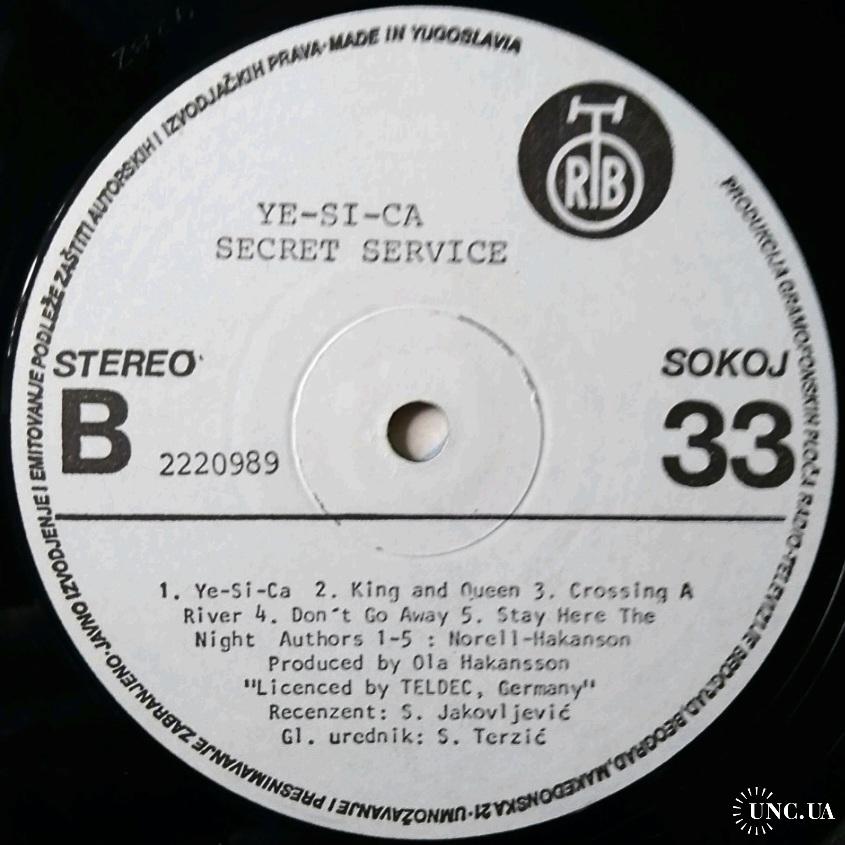 UMNOŽAVANJE I PRESNIMAVANJE ZABRANJENO·JAVNO IZVODJENJE I EMITOVANJE PODLEŽE ZAŠTITI AUTORSKIH I IZVODJAČKIH PRAVA·MADE IN YUGOSLAVIA
PRODUKCIJA GRAMOFONSKIH PLOČA RADIO-TELEVIZIJE BEOGRAD, BEOGRAD, MAKEDONSKA 21·
RTB
YE-SI-CA
SECRET SERVICE
STEREO
SOKOJ
B
33
2220989
1. Ye-Si-Ca 2. King and Queen 3. Crossing A
River 4. Don't Go Away 5. Stay Here The
Night Authors 1-5 : Norell-Hakanson
Produced by Ola Hakansson
"Licenced by TELDEC, Germany"
Recenzent: S. Jakovljević
Gl. urednik: S. Terzić
UNC.UA